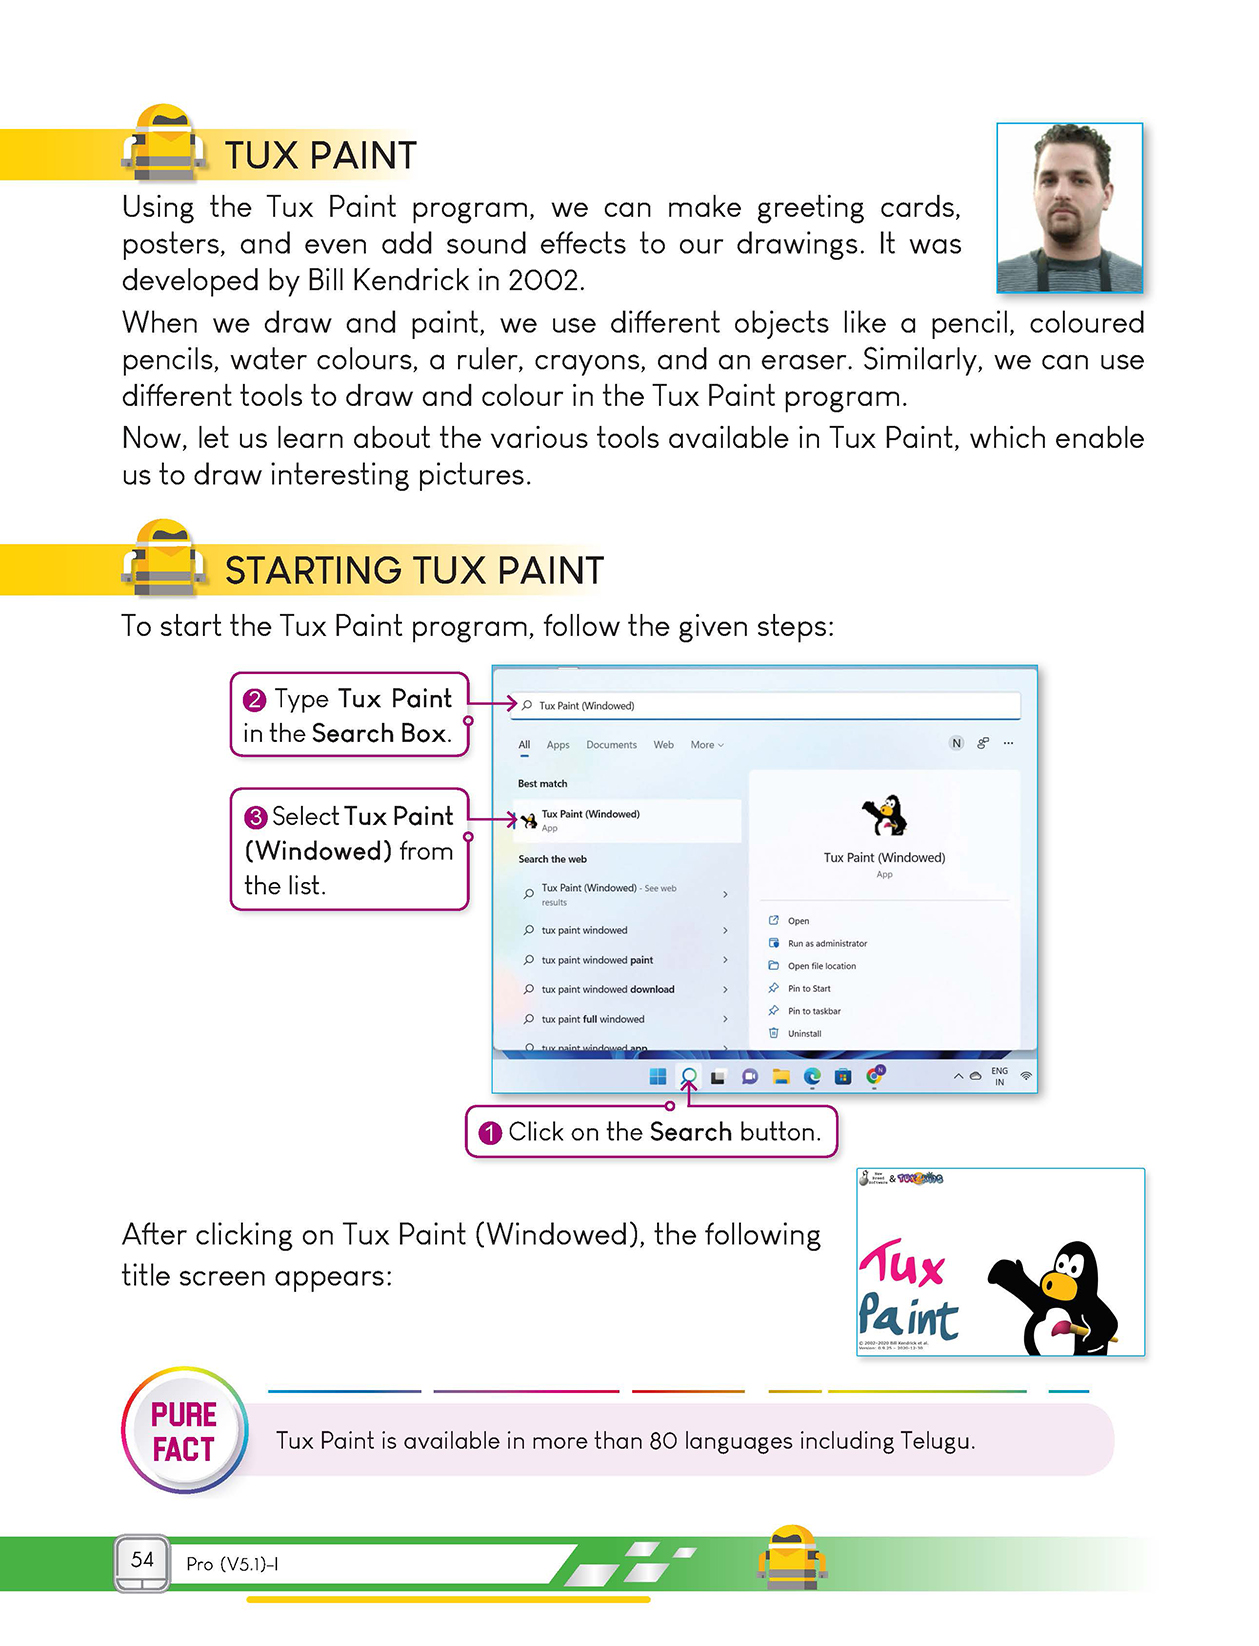 TUX PAINT
Using the Tux Paint program, we can make greeting cards,
posters, and even add sound effects to our drawings. It was
developed by Bill Kendrick in 2002.
When we draw and paint, we use different objects like a pencil, coloured
pencils, water colours, a ruler, crayons, and an eraser. Similarly, we can use
different tools to draw and colour in the Tux Paint program.
Now, let us learn about the various tools available in Tux Paint, which enable
us to draw interesting pictures.
STARTING TUX PAINT
To start the Tux Paint program, follow the given steps:
2 Type Tux Paint
in the Search Box.
3 Select Tux Paint
(Windowed) from
the list.
Tux Paint (Windowed)
All Apps Documents Web More
N
Best match
Tux Paint (Windowed)
App
Search the web
Tux Paint (Windowed) - See web
results
tux paint windowed
tux paint windowed paint
tux paint windowed download
tux paint full windowed
tux paint windowed app
Tux Paint (Windowed)
App
Open
Run as administrator
Open file location
Pin to Start
Pin to taskbar
Uninstall
ENG
IN
1 Click on the Search button.
After clicking on Tux Paint (Windowed), the following
title screen appears:
New
Breed
Software & TUX4KIDS
Tux
Paint
© 2002–2020 Bill Kendrick et al.
PURE
FACT
Tux Paint is available in more than 80 languages including Telugu.
54
Pro (V5.1)-I